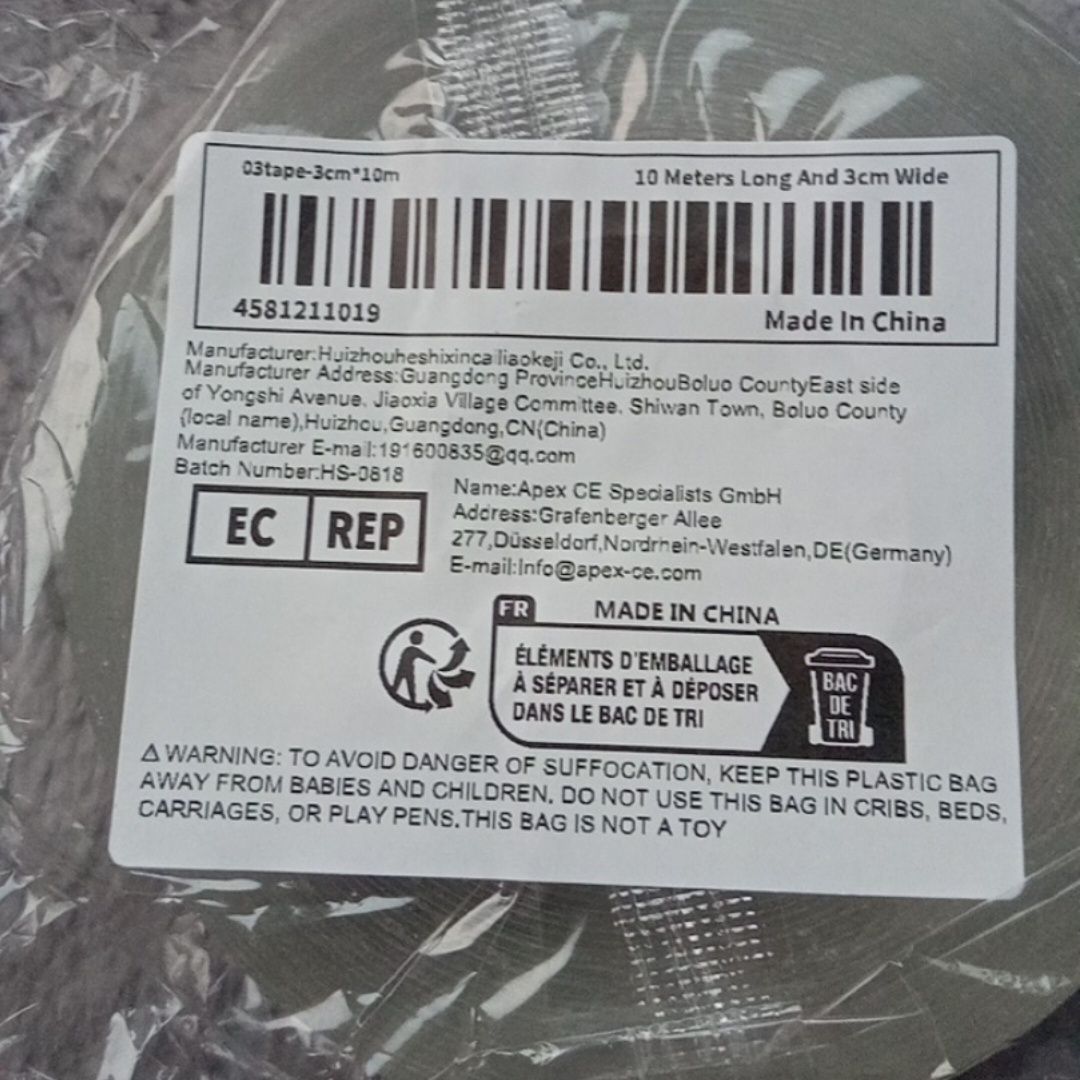 03tape-3cm*10m
10 Meters Long And 3cm Wide
4581211019
Made In China
Manufacturer:Huizhouheshixincailiaokeji Co., Ltd.
Manufacturer Address:Guangdong ProvinceHuizhouBoluo CountyEast side
of Yongshi Avenue, Jiaoxia Village Committee, Shiwan Town, Boluo County
(local name),Huizhou,Guangdong,CN(China)
Manufacturer E-mail:191600835@qq.com
Batch Number:HS-0818
EC REP
Name:Apex CE Specialists GmbH
Address:Grafenberger Allee
277,Düsseldorf,Nordrhein-Westfalen,DE(Germany)
E-mail:Info@apex-ce.com
FR
MADE IN CHINA
ÉLÉMENTS D'EMBALLAGE
À SÉPARER ET À DÉPOSER
DANS LE BAC DE TRI
BAC
DE
TRI
⚠ WARNING: TO AVOID DANGER OF SUFFOCATION, KEEP THIS PLASTIC BAG
AWAY FROM BABIES AND CHILDREN. DO NOT USE THIS BAG IN CRIBS, BEDS,
CARRIAGES, OR PLAY PENS.THIS BAG IS NOT A TOY